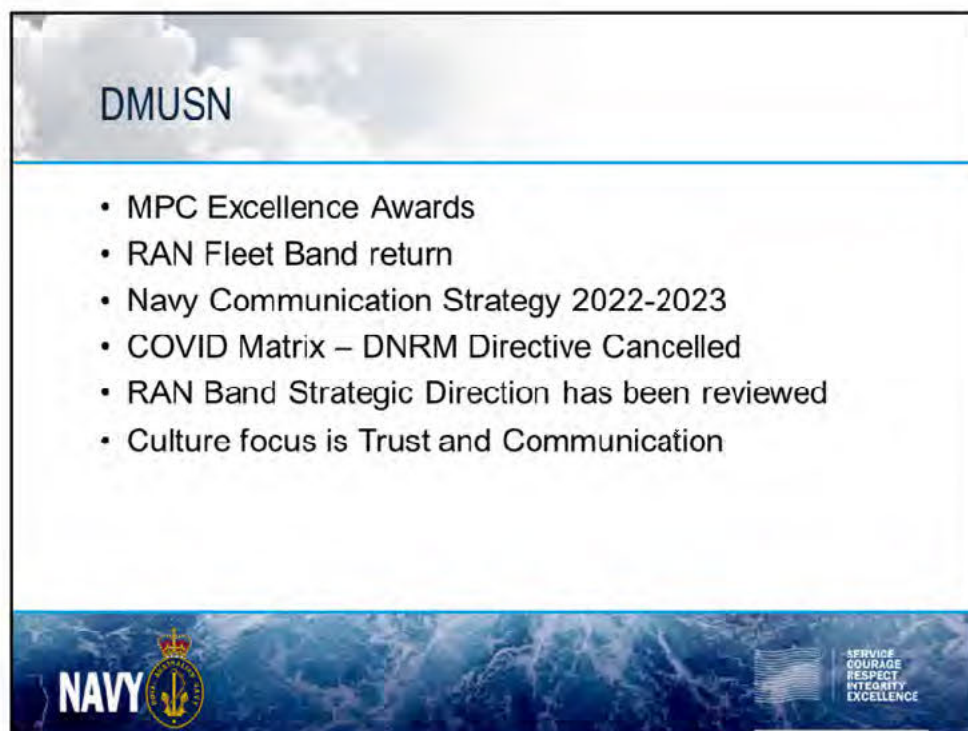 DMUSN
• MPC Excellence Awards
• RAN Fleet Band return
• Navy Communication Strategy 2022-2023
• COVID Matrix – DNRM Directive Cancelled
• RAN Band Strategic Direction has been reviewed
• Culture focus is Trust and Communication
NAVY
SERVICE
COURAGE
RESPECT
INTEGRITY
EXCELLENCE